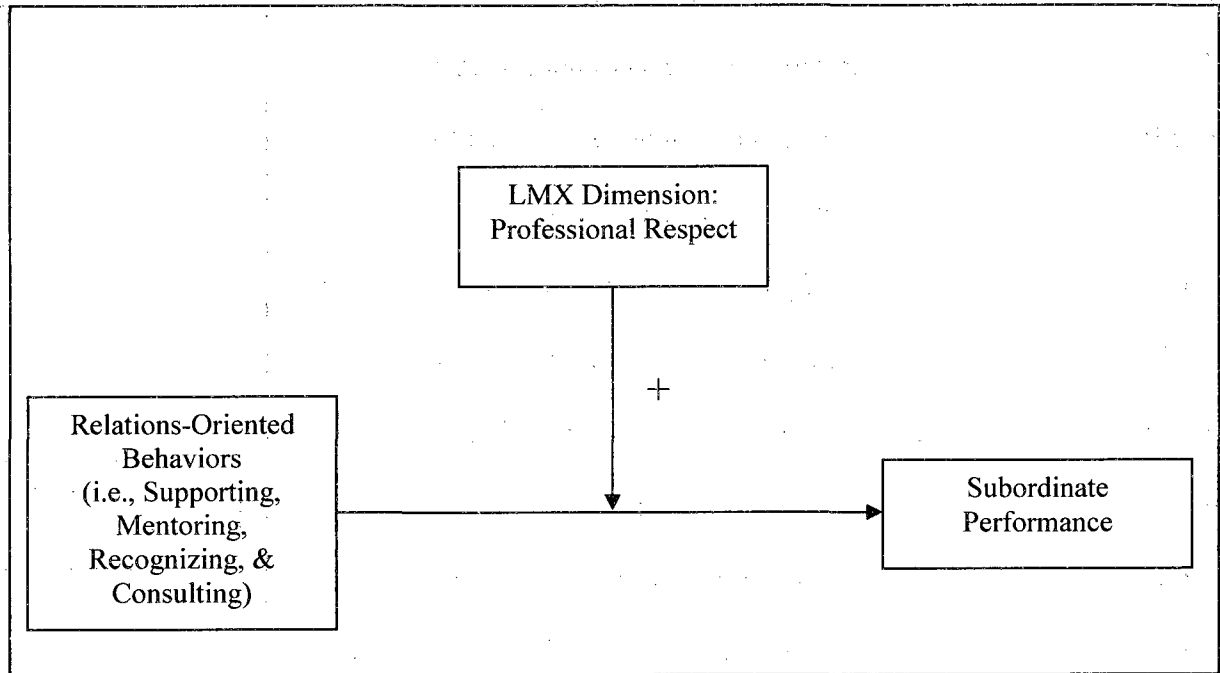 LMX Dimension:
Professional Respect
+
Relations-Oriented
Behaviors
(i.e., Supporting,
Mentoring,
Recognizing, &
Consulting)
Subordinate
Performance